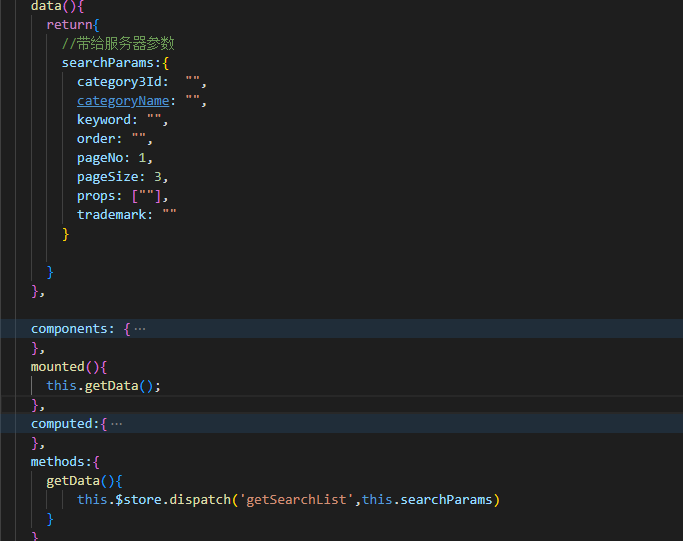 data(){
return{
//带给服务器参数
searchParams:{
category3Id:  "",
categoryName: "",
keyword: "",
order: "",
pageNo: 1,
pageSize: 3,
props: [""],
trademark: ""
}
}
},
components: { ···
},
mounted(){
this.getData();
},
computed:{ ···
},
methods:{
getData(){
this.$store.dispatch('getSearchList',this.searchParams)
}
}